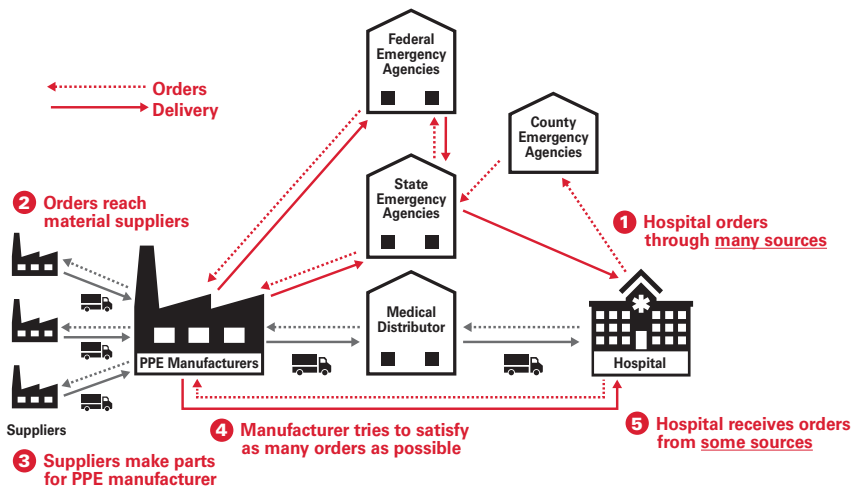 Federal
Emergency
Agencies
Orders
Delivery
County
Emergency
Agencies
State
Emergency
Agencies
2 Orders reach
material suppliers
1 Hospital orders
through many sources
Medical
Distributor
PPE Manufacturers
Hospital
Suppliers
4 Manufacturer tries to satisfy
as many orders as possible
5 Hospital receives orders
from some sources
3 Suppliers make parts
for PPE manufacturer